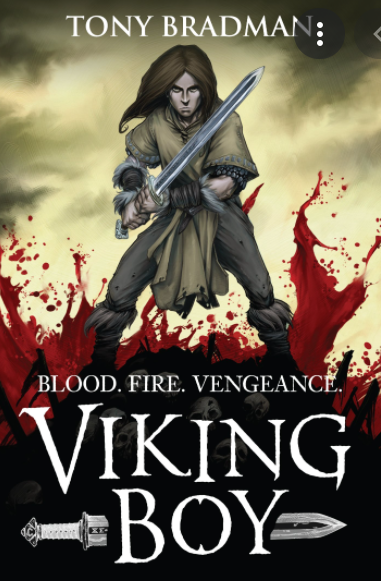 TONY BRADMAN
BLOOD. FIRE. VENGEANCE.
VIKING
BOY